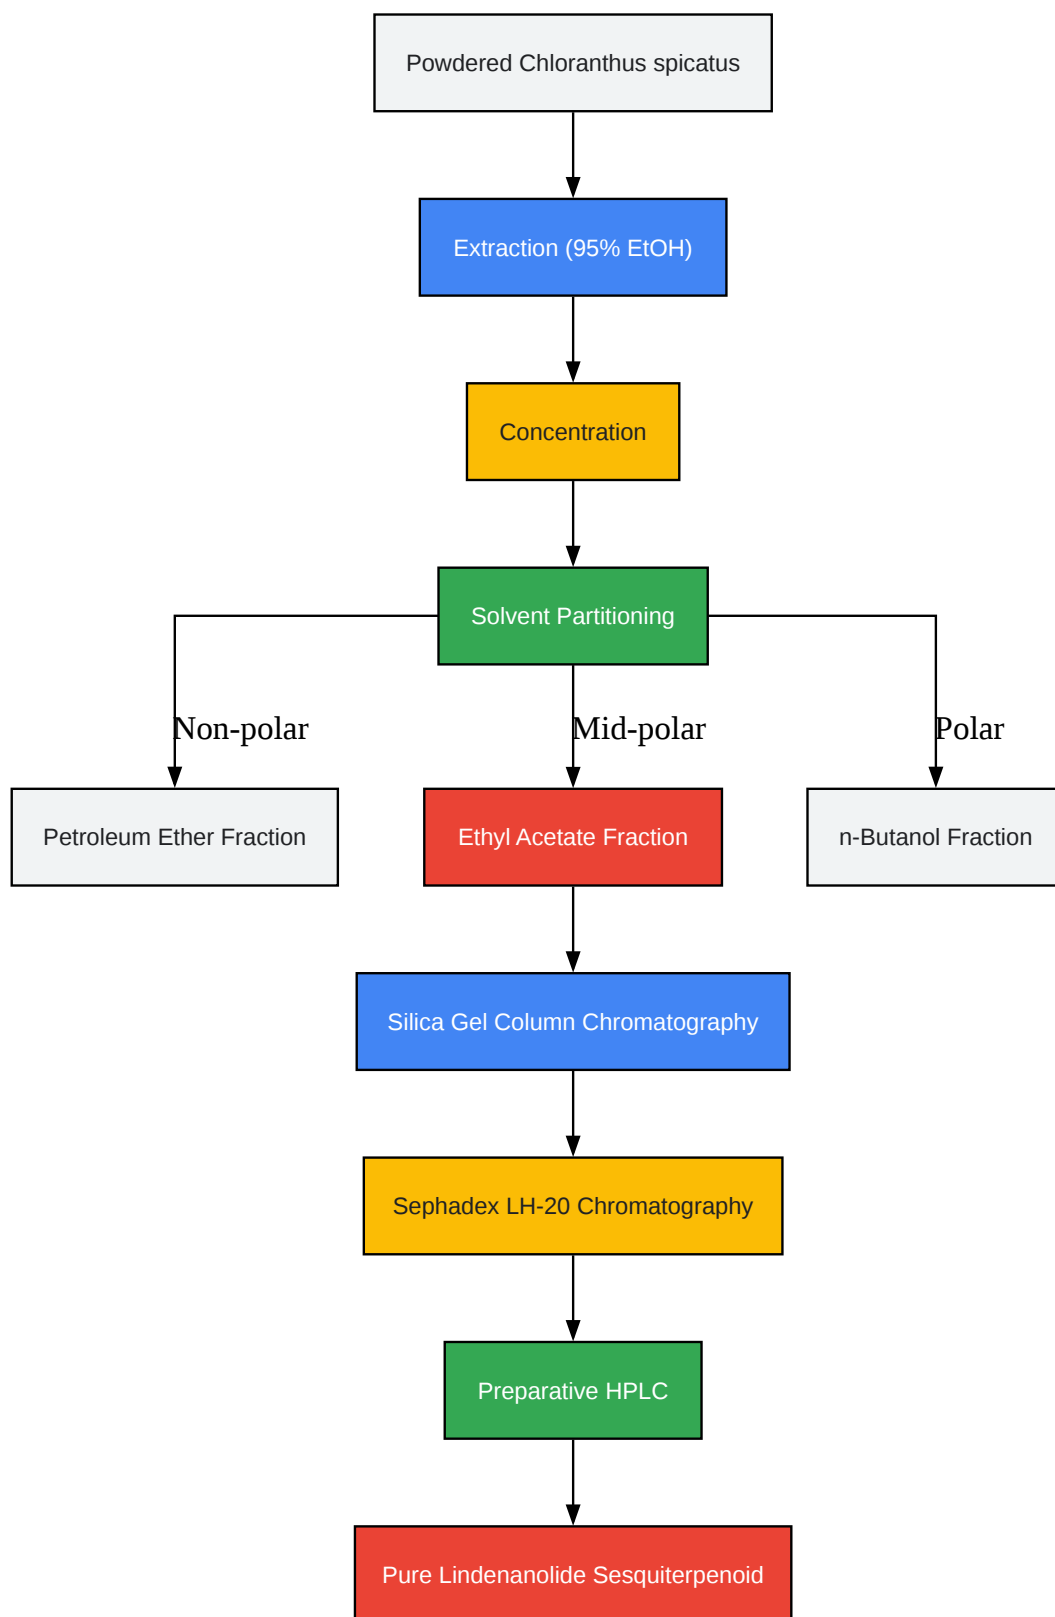 Powdered Chloranthus spicatus
Extraction (95% EtOH)
Concentration
Solvent Partitioning
Non-polar
Mid-polar
Polar
Petroleum Ether Fraction
Ethyl Acetate Fraction
n-Butanol Fraction
Silica Gel Column Chromatography
Sephadex LH-20 Chromatography
Preparative HPLC
Pure Lindenanolide Sesquiterpenoid